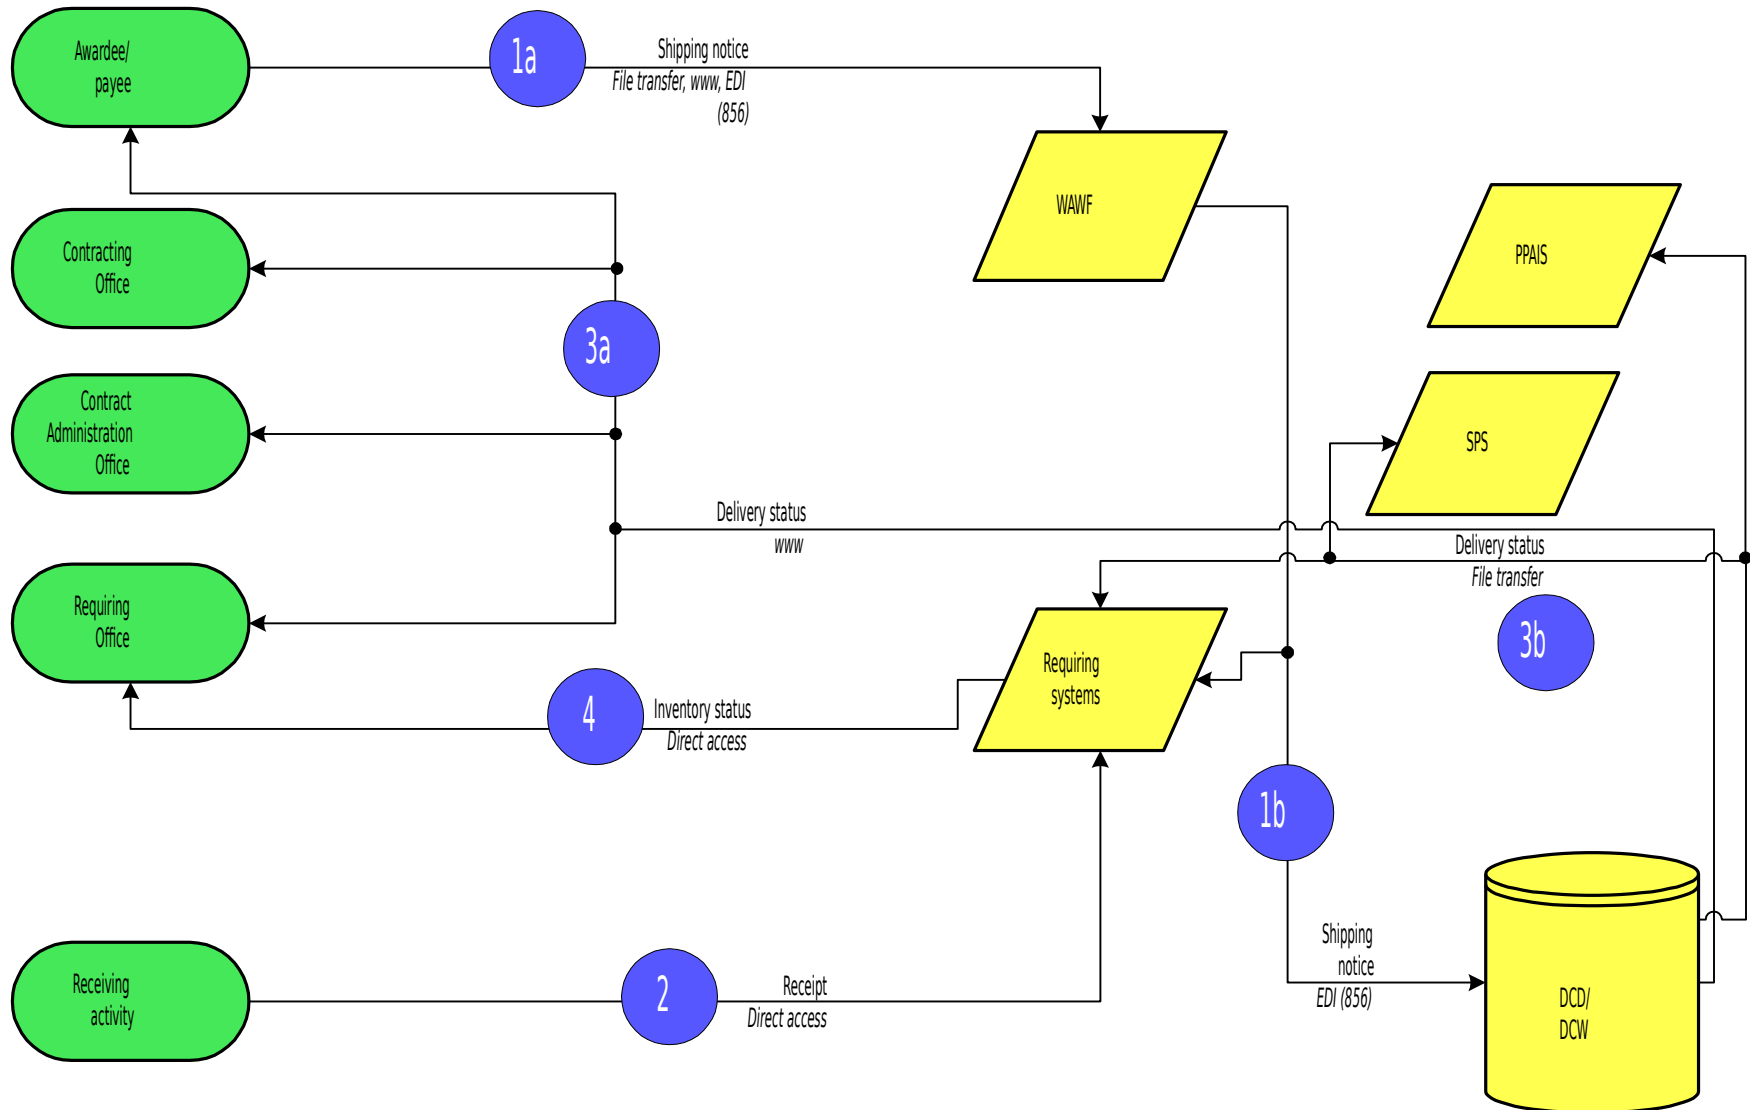 Awardee/
payee
1a
Shipping notice
File transfer, www, EDI
(856)
WAWF
PPAIS
Contracting
Office
3a
Contract
Administration
Office
SPS
Delivery status
www
Delivery status
File transfer
Requiring
Office
3b
Requiring
systems
4
Inventory status
Direct access
1b
Shipping
notice
EDI (856)
Receiving
activity
2
Receipt
Direct access
DCD/
DCW